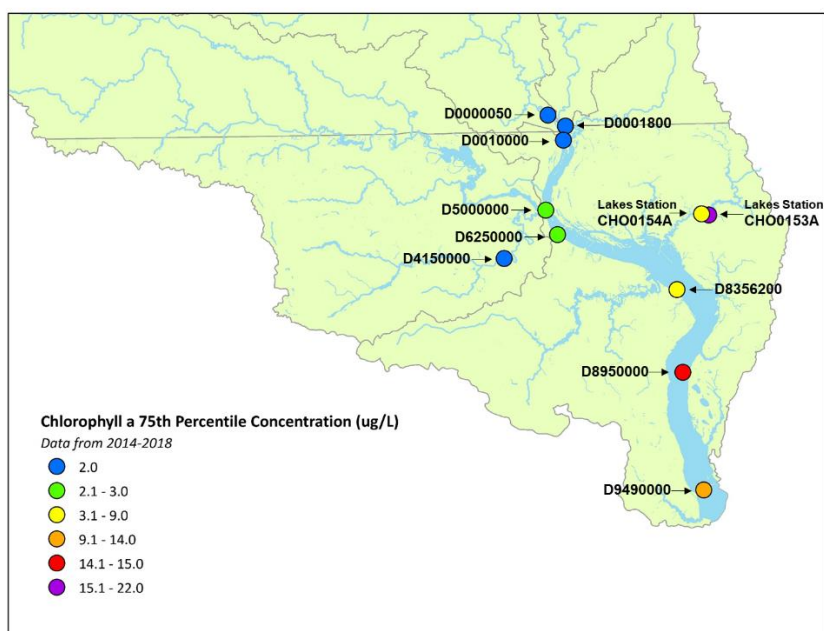 D0000050
D0001800
D0010000
D5000000
Lakes Station
CHO0154A
Lakes Station
CHO0153A
D6250000
D4150000
D8356200
D8950000
D9490000
Chlorophyll a 75th Percentile Concentration (ug/L)
Data from 2014-2018
2.0
2.1 - 3.0
3.1 - 9.0
9.1 - 14.0
14.1 - 15.0
15.1 - 22.0